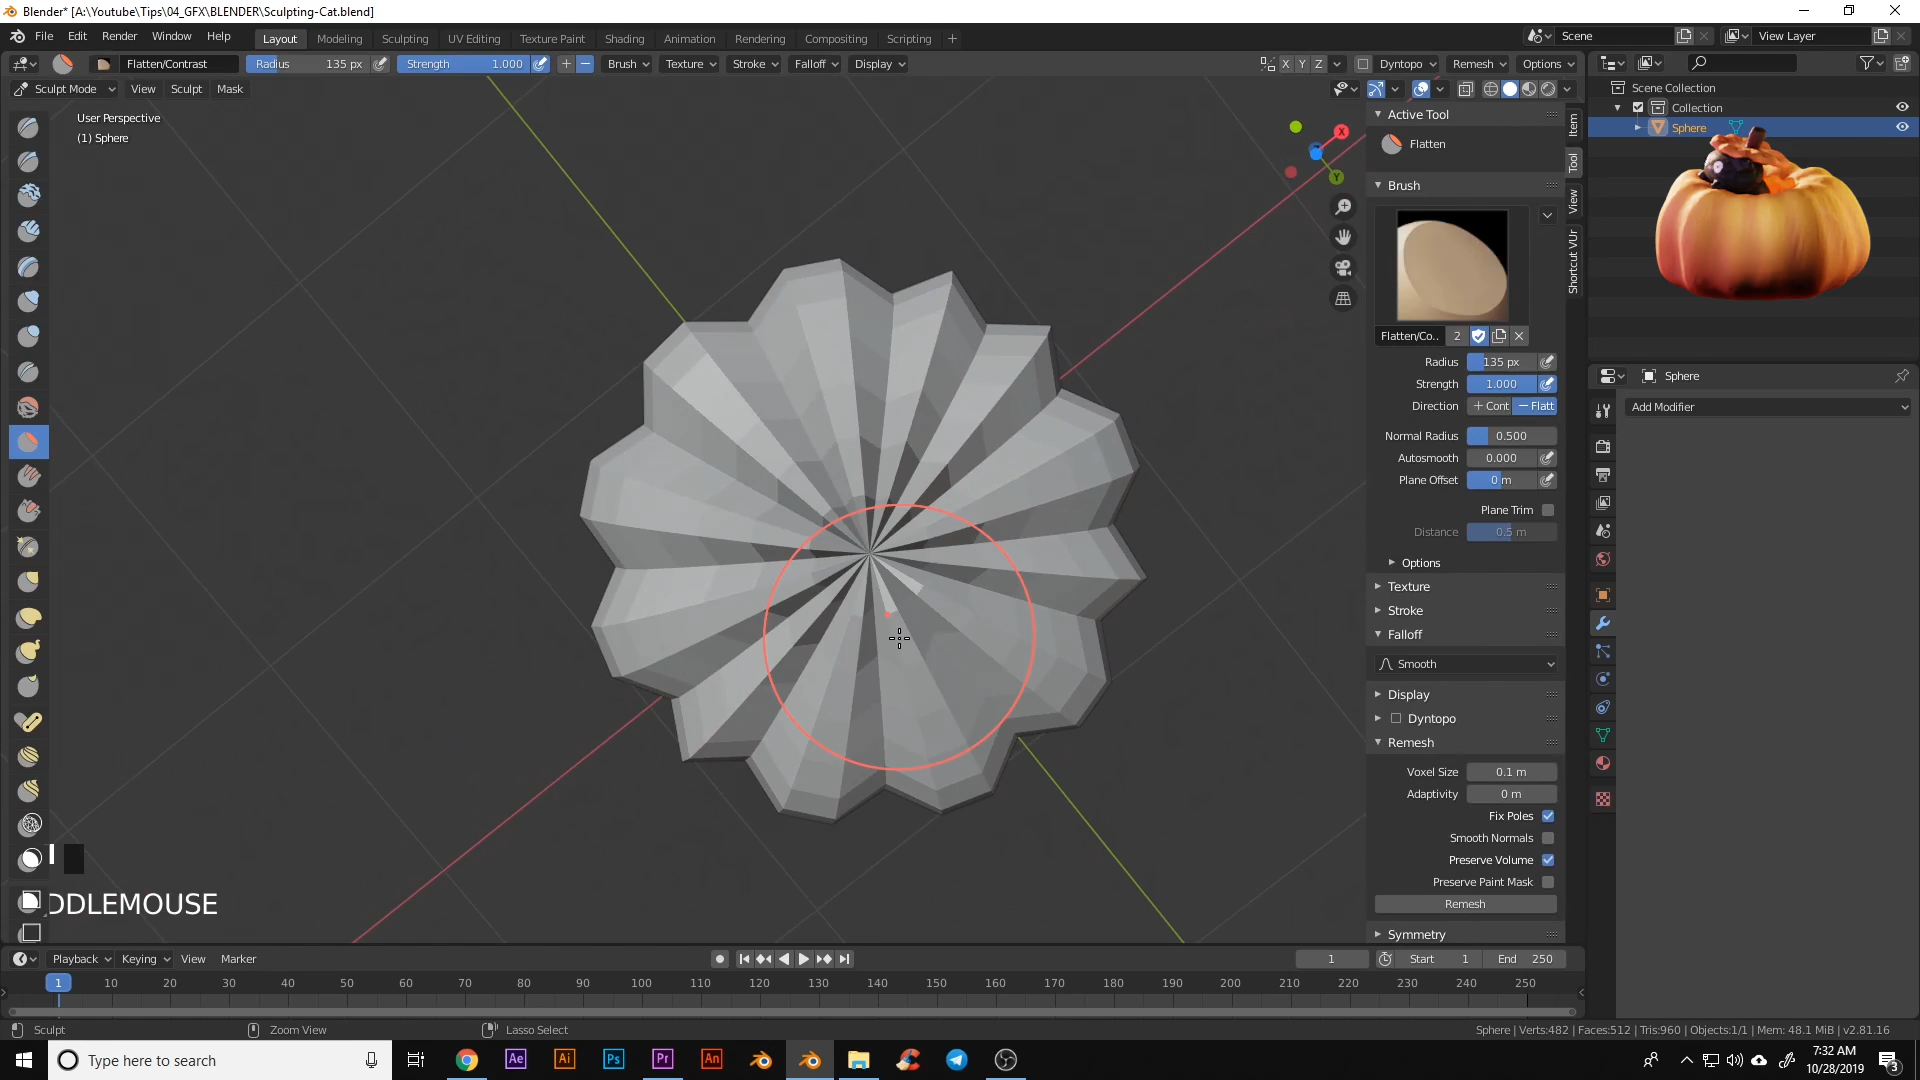 Blender* [A:\Youtube\Tips\04_GFX\BLENDER\Sculpting-Cat.blend]
File Edit Render Window Help Layout Modeling Sculpting UV Editing Texture Paint Shading Animation Rendering Compositing Scripting + Scene View Layer
Flatten/Contrast Radius 135 px Strength 1.000 Brush Texture Stroke Falloff Display X Y Z Dyntopo Remesh Options
Sculpt Mode View Sculpt Mask
User Perspective
(1) Sphere
X
Y
Active Tool
Flatten
Brush
Flatten/Co.. 2
Radius 135 px
Strength 1.000
Direction + Cont − Flatt
Normal Radius 0.500
Autosmooth 0.000
Plane Offset 0 m
Plane Trim
Distance 0.5 m
Options
Texture
Stroke
Falloff
Smooth
Display
Dyntopo
Remesh
Voxel Size 0.1 m
Adaptivity 0 m
Fix Poles
Smooth Normals
Preserve Volume
Preserve Paint Mask
Remesh
Symmetry
Item
Tool
View
Shortcut VUr
Scene Collection
Collection
Sphere
Sphere
Add Modifier
DDLEMOUSE
Playback Keying View Marker 1 Start 1 End 250
1 10 20 30 40 50 60 70 80 90 100 110 120 130 140 150 160 170 180 190 200 210 220 230 240 250
Sculpt Zoom View Lasso Select Sphere | Verts:482 | Faces:512 | Tris:960 | Objects:1/1 | Mem: 48.1 MiB | v2.81.16
Type here to search Ae Ai Ps Pr An
7:32 AM
10/28/2019
3